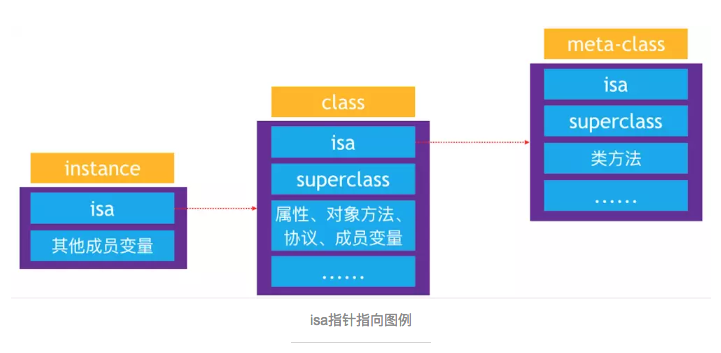 instance
isa
其他成员变量
class
isa
superclass
属性、对象方法、
协议、成员变量
......
meta-class
isa
superclass
类方法
......
isa指针指向图例